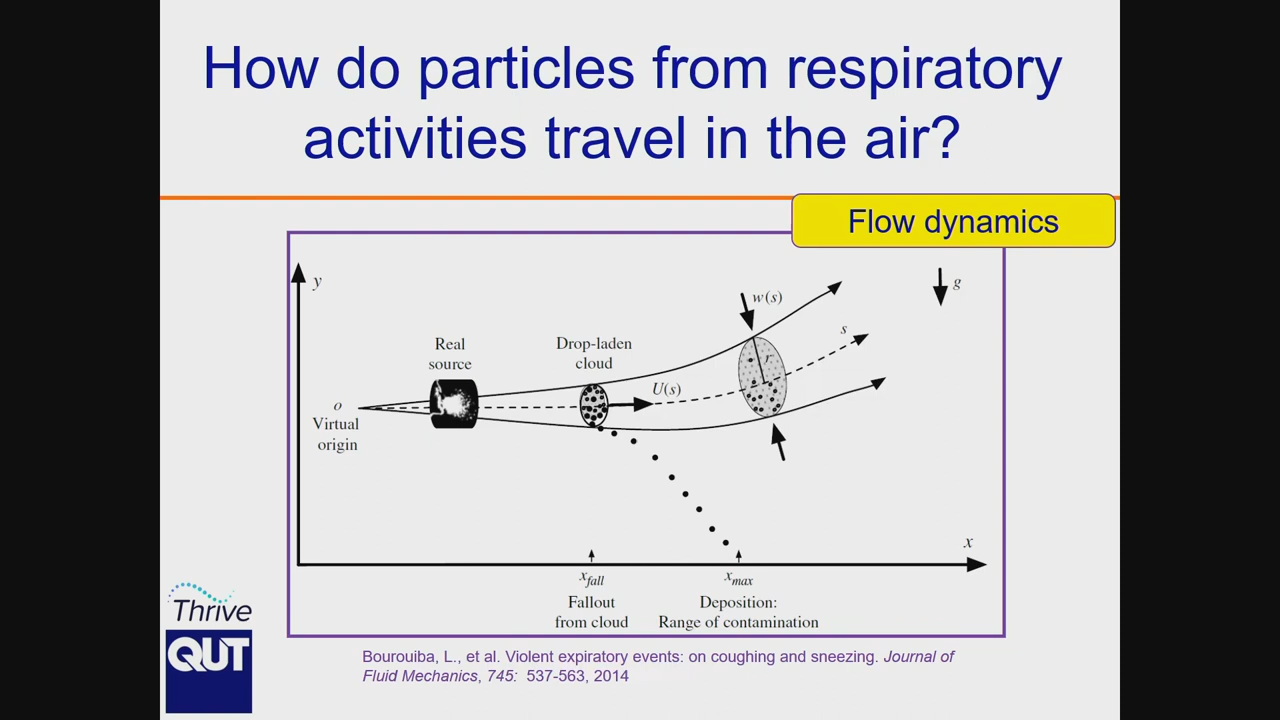 How do particles from respiratory
activities travel in the air?
Flow dynamics
y
w(s)
g
Real
source
Drop-laden
cloud
s
r
U(s)
o
Virtual
origin
x
xfall
xmax
Fallout
from cloud
Deposition:
Range of contamination
Thrive
QUT
Bourouiba, L., et al. Violent expiratory events: on coughing and sneezing. Journal of
Fluid Mechanics, 745: 537-563, 2014